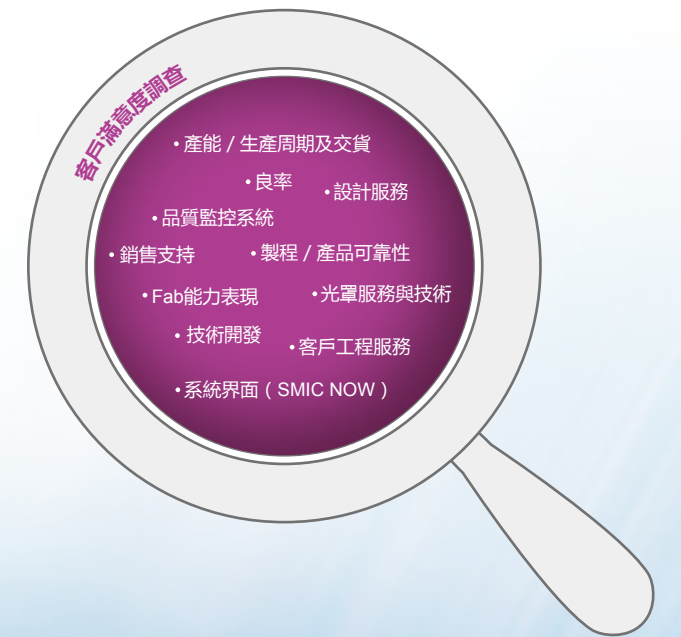 客戶滿意度調查
•產能 / 生產周期及交貨
•良率
•設計服務
•品質監控系統
•銷售支持
•製程 / 產品可靠性
•Fab能力表現
•光罩服務與技術
•技術開發
•客戶工程服務
•系統界面（SMIC NOW）